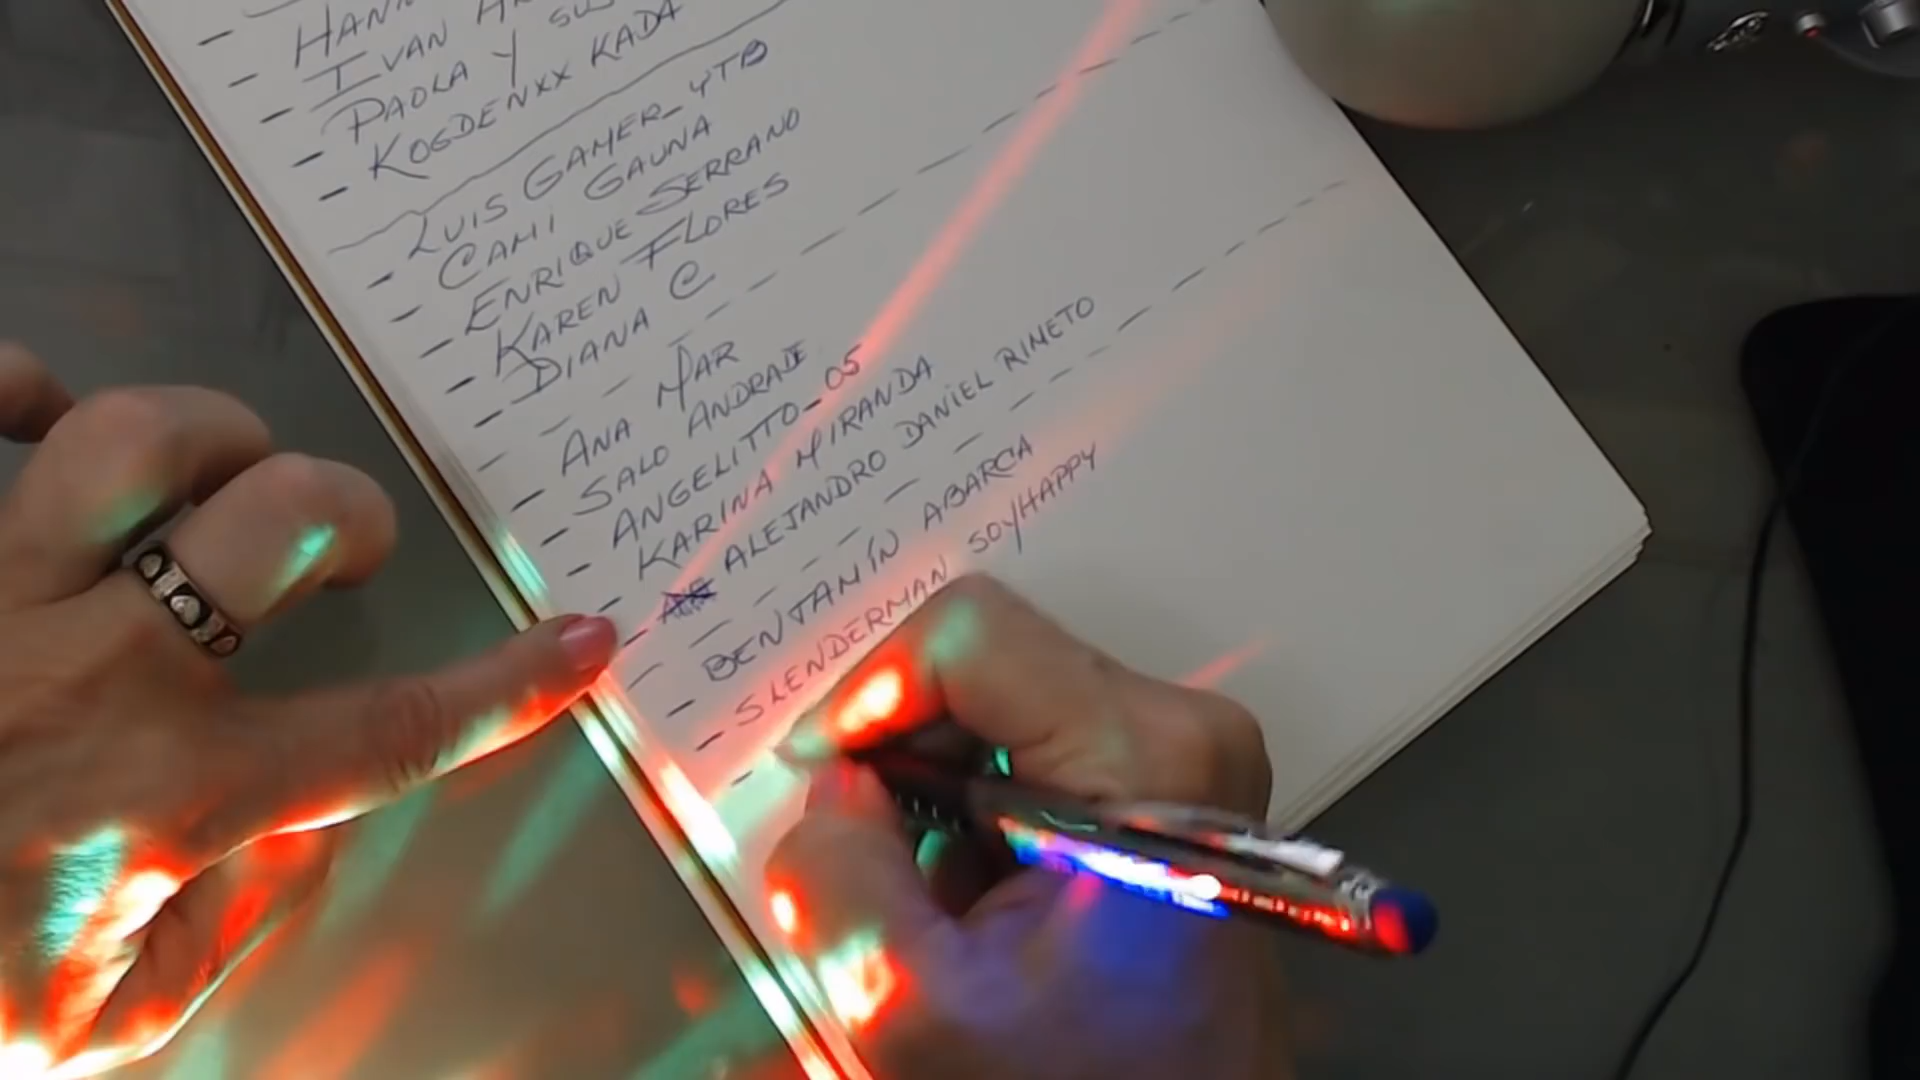 IVAN
PAOLA Y
KOGDENXX KADA
LUIS GAMER_YTB
- CAMI GAUNA
- ENRIQUE SERRANO
- KAREN FLORES
- DIANA C
- ANA MAR
- SALO ANDRADE
- ANGELITTO_05
- KARINA MIRANDA
- ALEJANDRO DANIEL RIMETO
- BENJAMÍN ABARCA
- SLENDERMAN SOYHAPPY